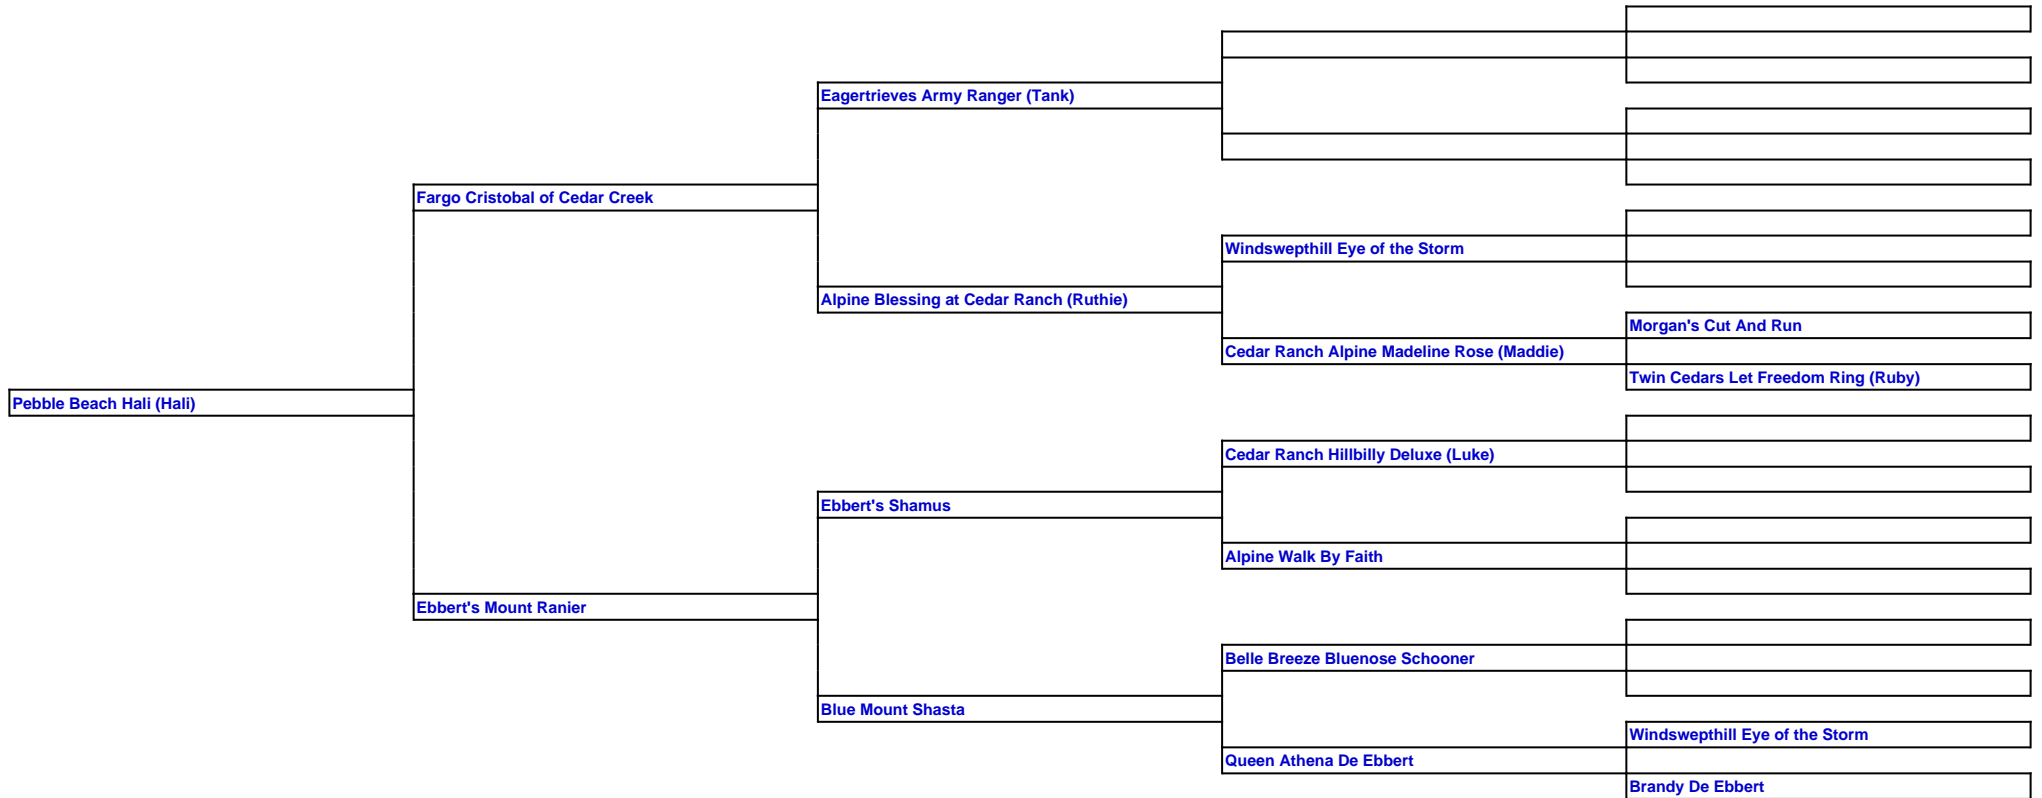 Eagertrieves Army Ranger (Tank)
Fargo Cristobal of Cedar Creek
Windswepthill Eye of the Storm
Alpine Blessing at Cedar Ranch (Ruthie)
Morgan's Cut And Run
Cedar Ranch Alpine Madeline Rose (Maddie)
Twin Cedars Let Freedom Ring (Ruby)
Pebble Beach Hali (Hali)
Cedar Ranch Hillbilly Deluxe (Luke)
Ebbert's Shamus
Alpine Walk By Faith
Ebbert's Mount Ranier
Belle Breeze Bluenose Schooner
Blue Mount Shasta
Windswepthill Eye of the Storm
Queen Athena De Ebbert
Brandy De Ebbert